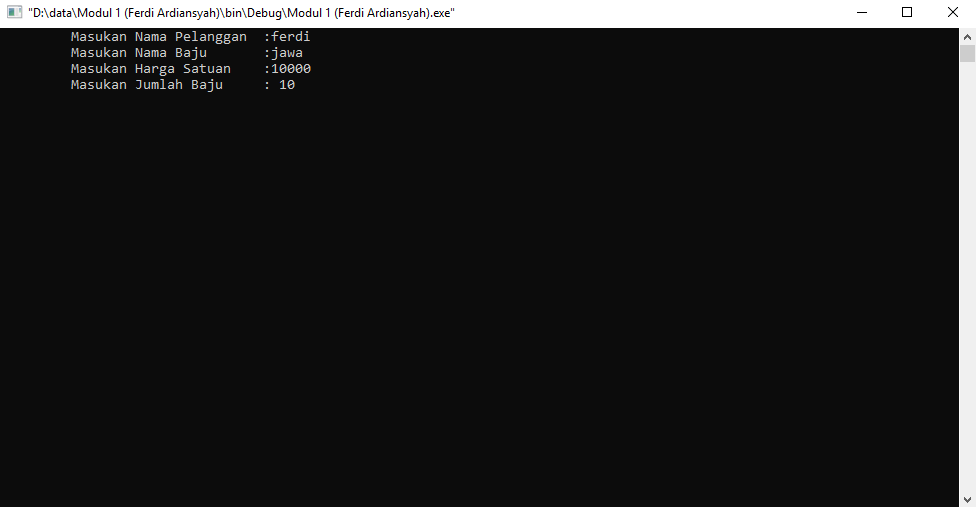 "D:\data\Modul 1 (Ferdi Ardiansyah)\bin\Debug\Modul 1 (Ferdi Ardiansyah).exe"
Masukan Nama Pelanggan  :ferdi
Masukan Nama Baju       :jawa
Masukan Harga Satuan    :10000
Masukan Jumlah Baju     : 10